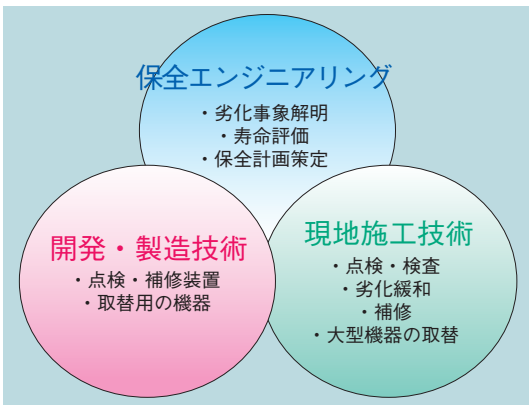 保全エンジニアリング
・劣化事象解明
・寿命評価
・保全計画策定
開発・製造技術
・点検・補修装置
・取替用の機器
現地施工技術
・点検・検査
・劣化緩和
・補修
・大型機器の取替